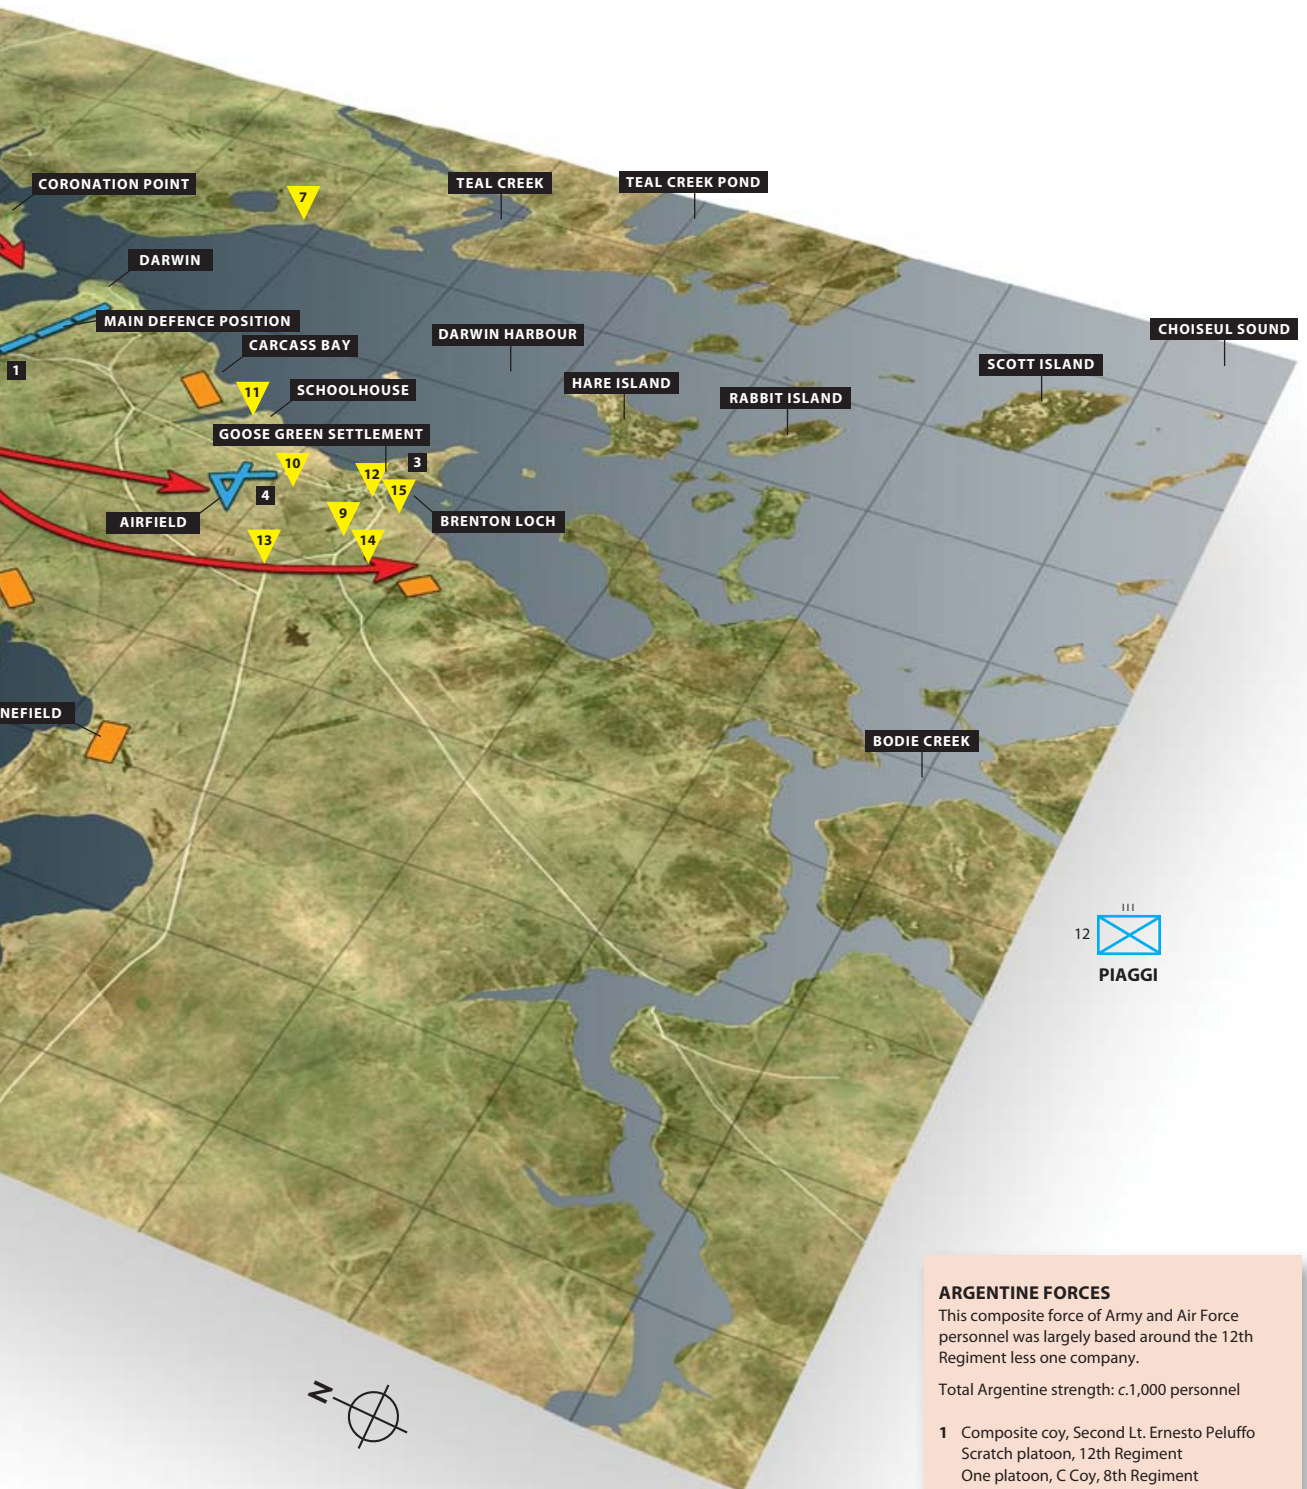 CORONATION POINT
7
TEAL CREEK
TEAL CREEK POND
DARWIN
MAIN DEFENCE POSITION
CARCASS BAY
DARWIN HARBOUR
CHOISEUL SOUND
1
11
SCHOOLHOUSE
HARE ISLAND
RABBIT ISLAND
SCOTT ISLAND
GOOSE GREEN SETTLEMENT
10
12
3
15
4
9
AIRFIELD
BRENTON LOCH
13
14
NEFIELD
BODIE CREEK
III
12
PIAGGI
N
ARGENTINE FORCES
This composite force of Army and Air Force
personnel was largely based around the 12th
Regiment less one company.
Total Argentine strength: c.1,000 personnel
1 Composite coy, Second Lt. Ernesto Peluffo
Scratch platoon, 12th Regiment
One platoon, C Coy, 8th Regiment